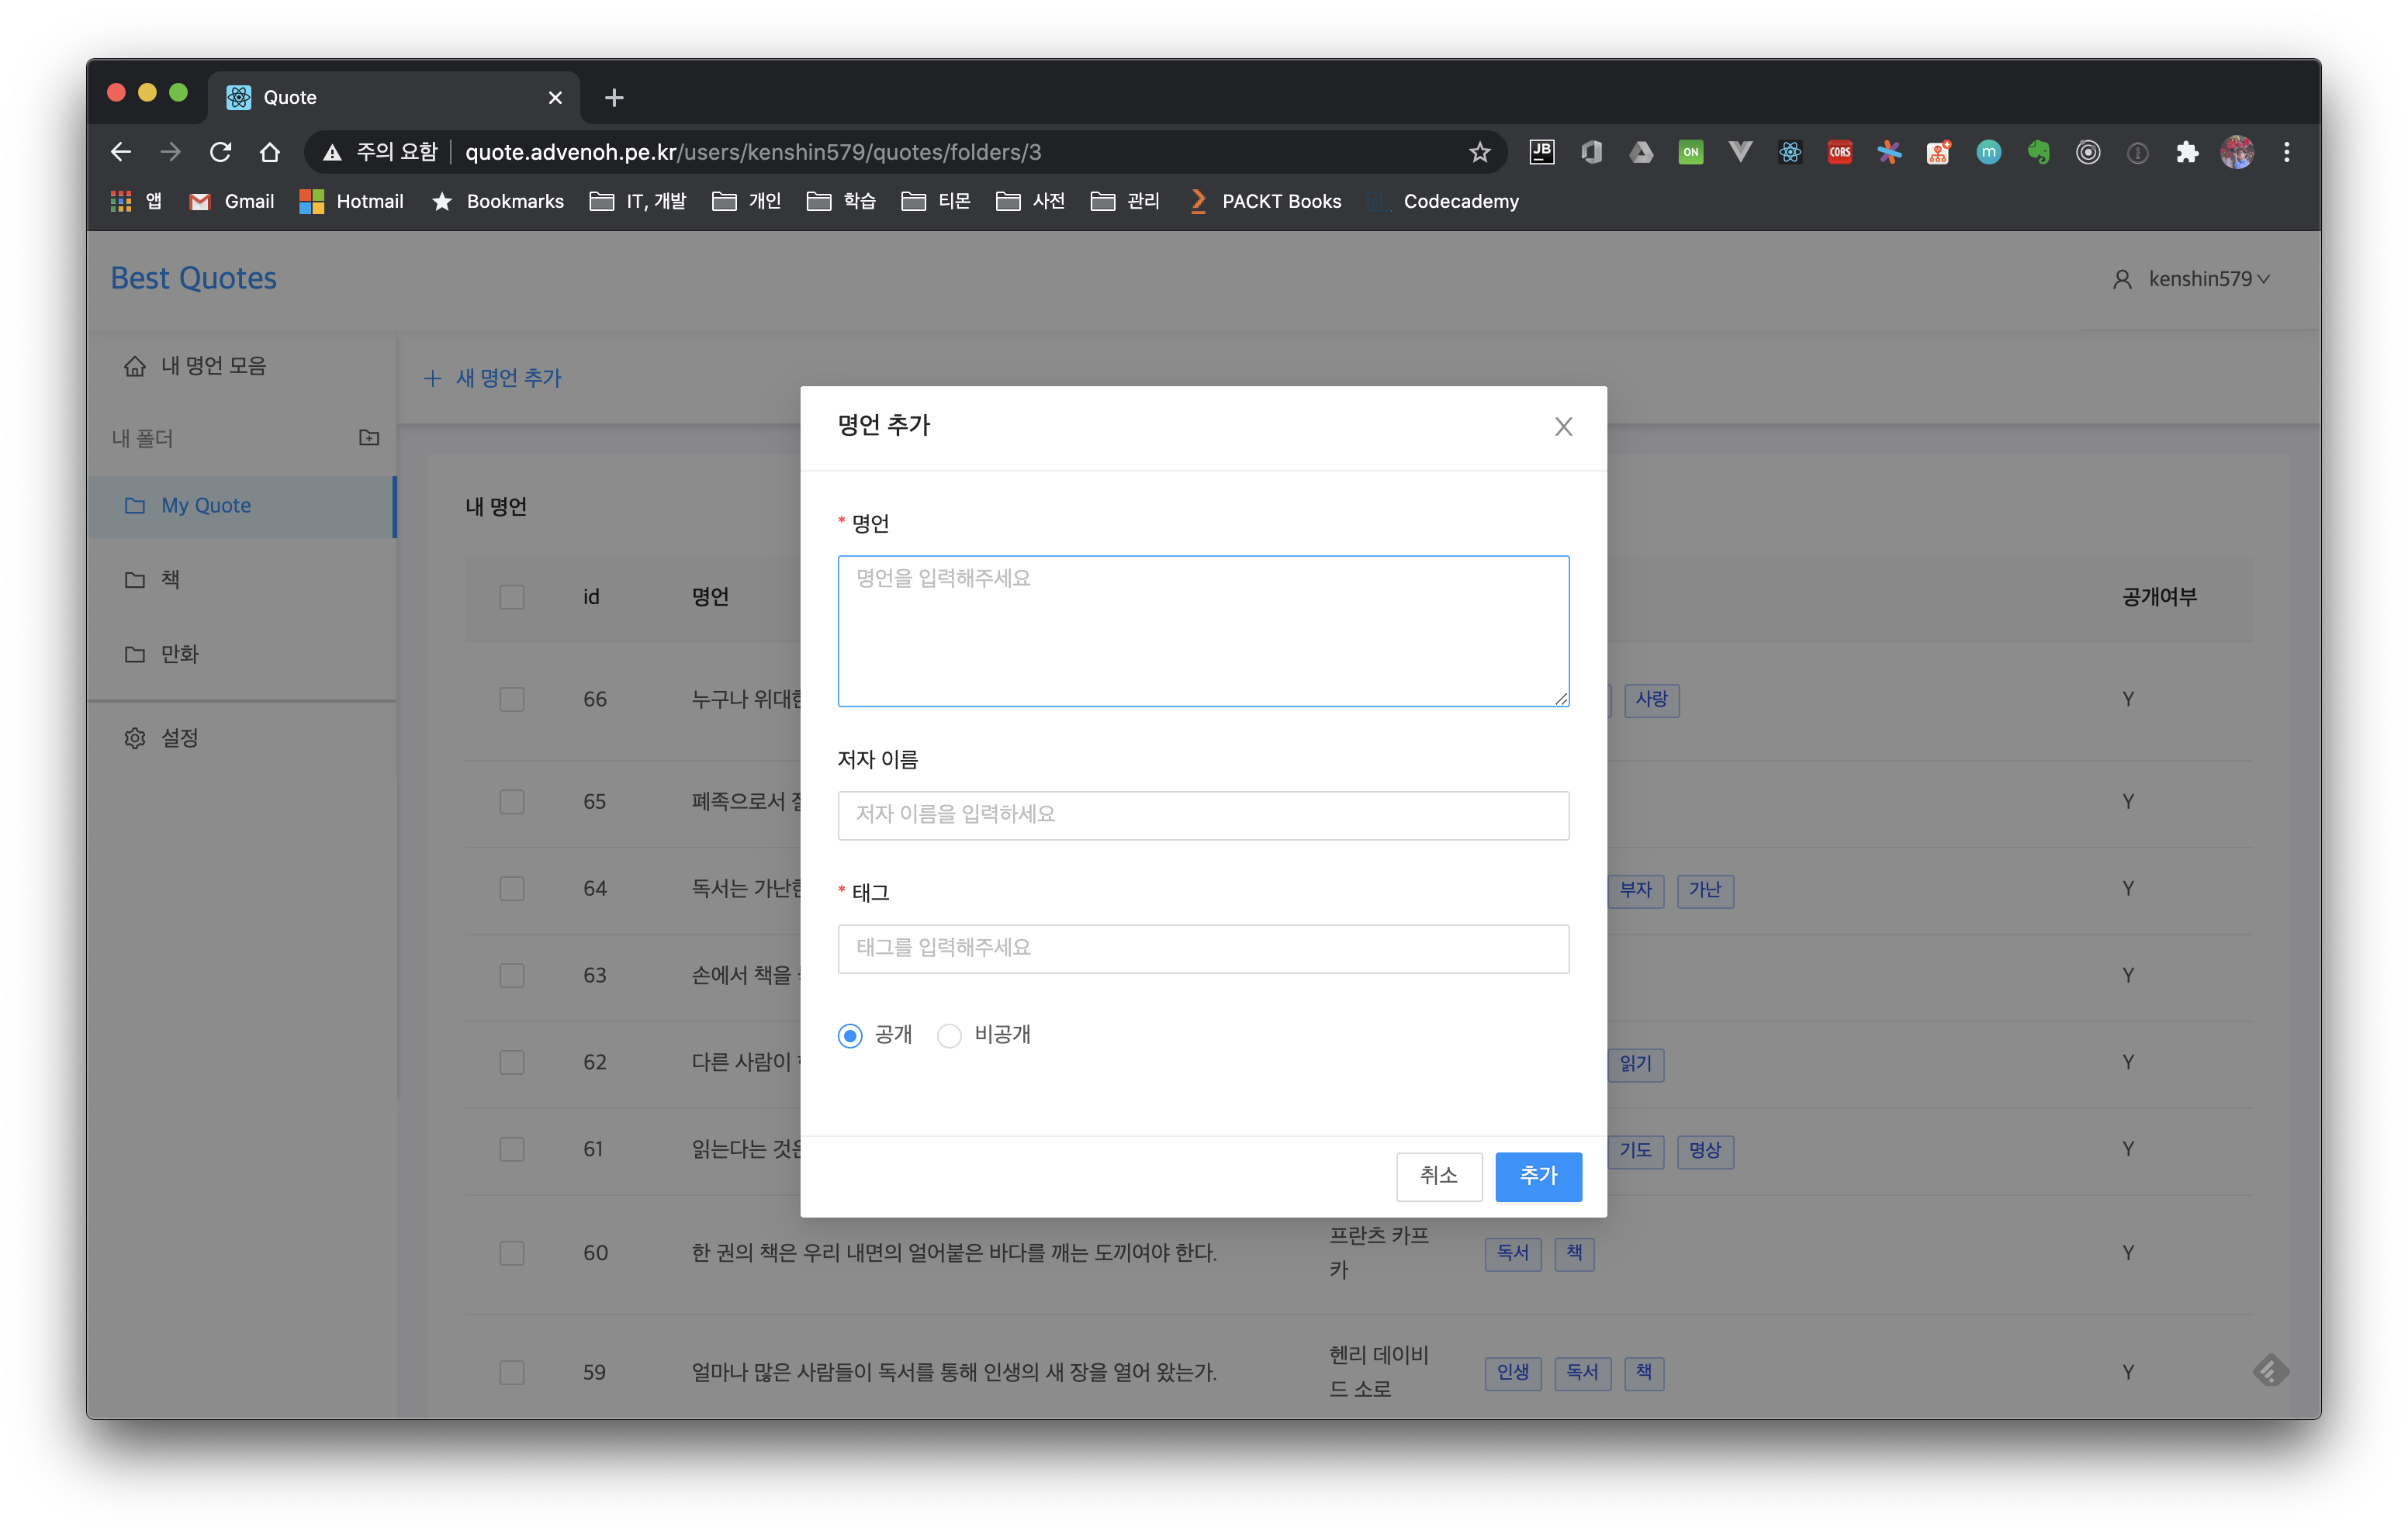 Quote
주의 요함 quote.advenoh.pe.kr/users/kenshin579/quotes/folders/3
JB ON CORS m
앱 Gmail Hotmail Bookmarks IT, 개발 개인 학습 티몬 사전 관리 PACKT Books Codecademy
Best Quotes
kenshin579
내 명언 모음
내 폴더
My Quote
책
만화
설정
+ 새 명언 추가
내 명언
id 명언 공개여부
66 누구나 위대한 사랑 Y
65 폐족으로서 Y
64 독서는 가난한 부자 가난 Y
63 손에서 책을 Y
62 다른 사람이 읽기 Y
61 읽는다는 것은 기도 명상 Y
60 한 권의 책은 우리 내면의 얼어붙은 바다를 깨는 도끼여야 한다. 프란츠 카프카 독서 책 Y
59 얼마나 많은 사람들이 독서를 통해 인생의 새 장을 열어 왔는가. 헨리 데이비드 소로 인생 독서 책 Y
명언 추가
* 명언
명언을 입력해주세요
저자 이름
저자 이름을 입력하세요
* 태그
태그를 입력해주세요
공개 비공개
취소 추가